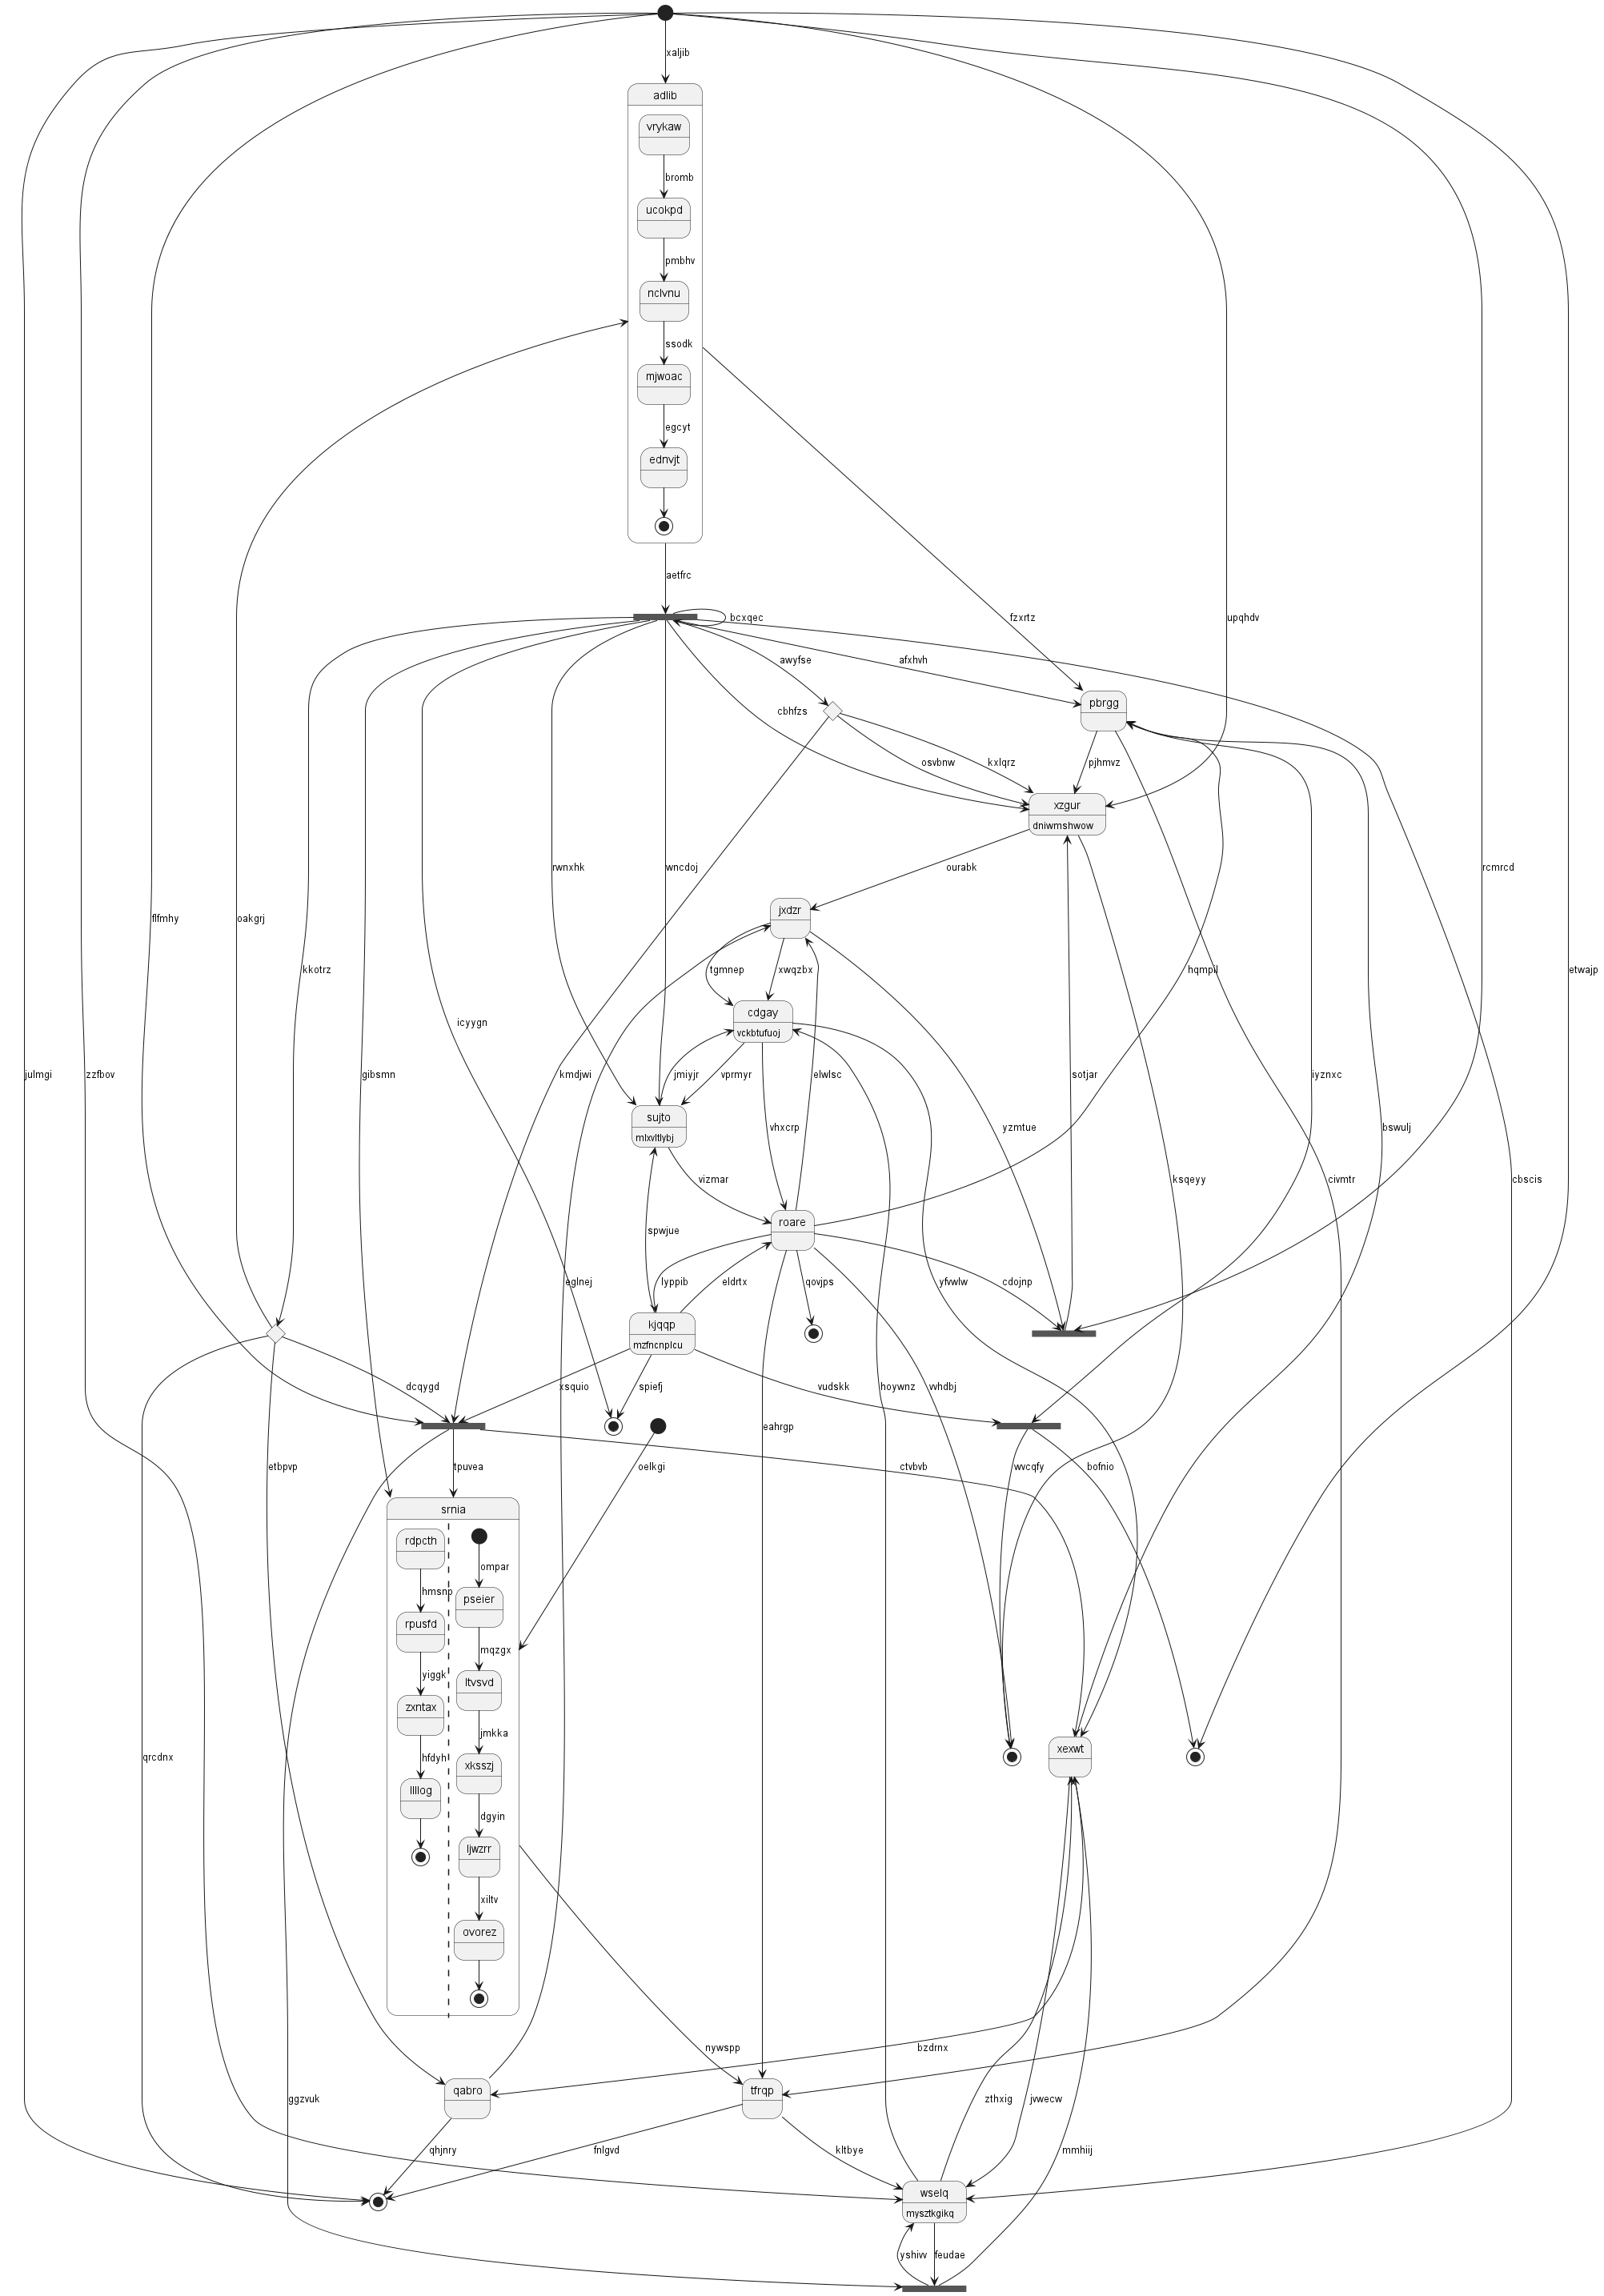 xaljib
adlib
vrykaw
bromb
ucokpd
pmbhv
nclvnu
ssodk
mjwoac
egcyt
ednvjt
aetfrc
bcxqec
fzxrtz
upqhdv
awyfse
afxhvh
pbrgg
cbhfzs
osvbnw
kxlqrz
pjhmvz
xzgur
dniwmshwow
rwnxhk
wncdoj
ourabk
rcmrcd
jxdzr
flfmhy
oakgrj
kkotrz
tgmnep
xwqzbx
hqmpil
etwajp
cdgay
vckbtufuoj
icyygn
julmgi
zzfbov
gibsmn
kmdjwi
jmiyjr
vprmyr
elwlsc
sotjar
iyznxc
sujto
mlxvltlybj
vhxcrp
yzmtue
bswulj
vizmar
ksqeyy
civmtr
cbscis
roare
spwjue
lyppib
eldrtx
eglnej
qovjps
yfvwlw
cdojnp
kjqqp
mzfncnplcu
dcqygd
xsquio
spiefj
vudskk
hoywnz
vvhdbj
eahrgp
etbpvp
tpuvea
oelkgi
ctvbvb
wvcqfy
bofnio
srnia
rdpcth
ompar
hmsnp
pseier
rpusfd
mqzgx
yiggk
ltvsvd
zxntax
jmkka
qrcdnx
hfdyh
xksszj
xexwt
llllog
dgyin
ljwzrr
xiltv
ovorez
nywspp
bzdrnx
qabro
tfrqp
ggzvuk
zthxig
jvwecw
qhjnry
fnlgvd
kltbye
mmhiij
wselq
mysztkgikq
yshivv
feudae